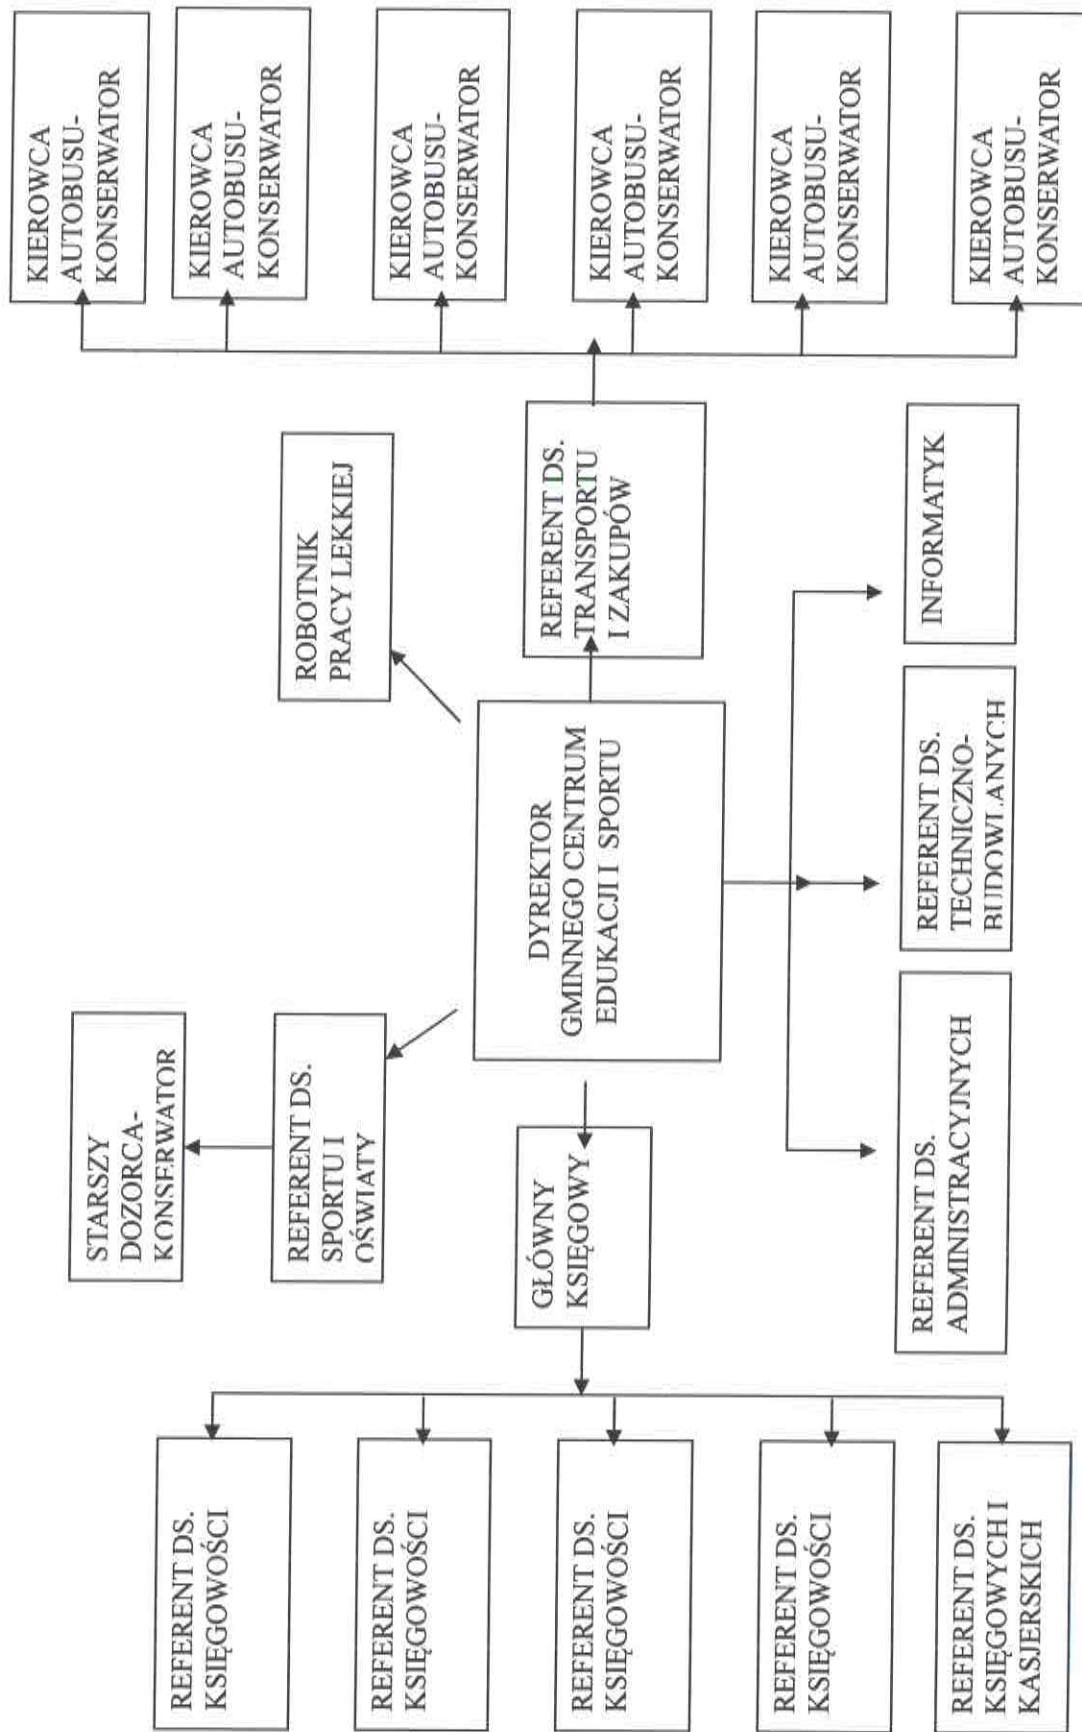 REFERENT DS.
KSIĘGOWOŚCI
REFERENT DS.
KSIĘGOWOŚCI
REFERENT DS.
KSIĘGOWOŚCI
REFERENT DS.
KSIĘGOWOŚCI
REFERENT DS.
KSIĘGOWYCH I
KASJERSKICH
STARSZY
DOZORCA-
KONSERWATOR
REFERENT DS.
SPORTU I
OŚWIATY
GŁÓWNY
KSIĘGOWY
ROBOTNIK
PRACY LEKKIEJ
DYREKTOR
GMINNEGO CENTRUM
EDUKACJI I SPORTU
REFERENT DS.
TRANSPORTU
I ZAKUPÓW
REFERENT DS.
ADMINISTRACYJNYCH
REFERENT DS.
TECHNICZNO-
BUDOWLANYCH
INFORMATYK
KIEROWCA
AUTOBUSU-
KONSERWATOR
KIEROWCA
AUTOBUSU-
KONSERWATOR
KIEROWCA
AUTOBUSU-
KONSERWATOR
KIEROWCA
AUTOBUSU-
KONSERWATOR
KIEROWCA
AUTOBUSU-
KONSERWATOR
KIEROWCA
AUTOBUSU-
KONSERWATOR